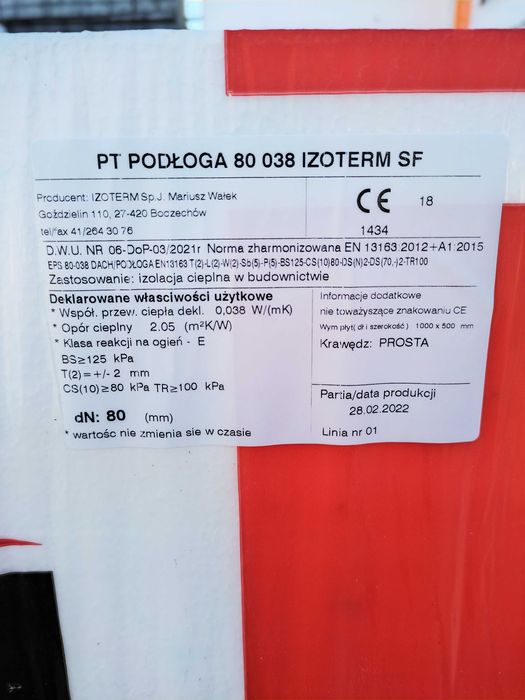 PT PODŁOGA 80 038 IZOTERM SF
Producent: IZOTERM Sp.J. Mariusz Wałek
Goździelin 110, 27-420 Boczechów
tel/fax 41/264 30 76
CE 18
1434
D.W.U. NR 06-DoP-03/2021r Norma zharmonizowana EN 13163:2012+A1:2015
EPS 80-038 DACH/PODŁOGA EN13163 T(2)-L(2)-W(2)-Sb(5)-P(5)-BS125-CS(10)80-DS(N)2-DS(70,-)2-TR100
Zastosowanie: izolacja cieplna w budownictwie
Deklarowane właswości użytkowe
* Współ. przew. ciepła dekl. 0,038 W/(mK)
* Opór cieplny 2.05 (m²K/W)
* Klasa reakcji na ogień - E
BS≥125 kPa
T(2)=+/- 2 mm
CS(10)≥80 kPa TR≥100 kPa
dN: 80 (mm)
* wartośc nie zmienia sie w czasie
Informacje dodatkowe
nie toważyszące znakowaniu CE
Wym płyt( dł i szerokość) 1000 x 500 mm
Krawędz: PROSTA
Partia/data produkcji
28.02.2022
Linia nr 01